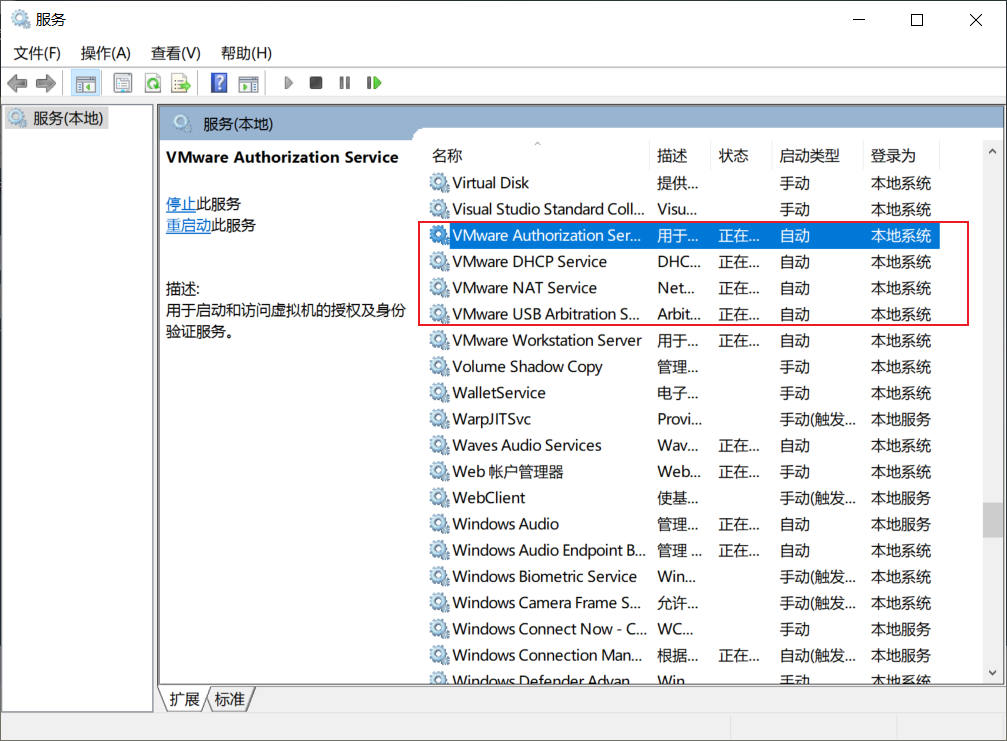 服务
文件(F) 操作(A) 查看(V) 帮助(H)
服务(本地)
服务(本地)
VMware Authorization Service
停止此服务
重启动此服务
描述:
用于启动和访问虚拟机的授权及身份
验证服务。
名称 描述 状态 启动类型 登录为
Virtual Disk 提供... 手动 本地系统
Visual Studio Standard Coll... Visu... 手动 本地系统
VMware Authorization Ser... 用于... 正在... 自动 本地系统
VMware DHCP Service DHC... 正在... 自动 本地系统
VMware NAT Service Net... 正在... 自动 本地系统
VMware USB Arbitration S... Arbit... 正在... 自动 本地系统
VMware Workstation Server 用于... 正在... 自动 本地系统
Volume Shadow Copy 管理... 手动 本地系统
WalletService 电子... 手动 本地系统
WarpJITSvc Provi... 手动(触发... 本地服务
Waves Audio Services Wav... 正在... 自动 本地系统
Web 帐户管理器 Web... 正在... 手动 本地系统
WebClient 使基... 手动(触发... 本地服务
Windows Audio 管理... 正在... 自动 本地服务
Windows Audio Endpoint B... 管理 ... 正在... 自动 本地系统
Windows Biometric Service Win... 手动(触发... 本地系统
Windows Camera Frame S... 允许... 手动(触发... 本地系统
Windows Connect Now - C... WC... 手动 本地服务
Windows Connection Man... 根据... 正在... 自动(触发... 本地服务
Windows Defender Advan... Win... 手动 本地系统
扩展 标准